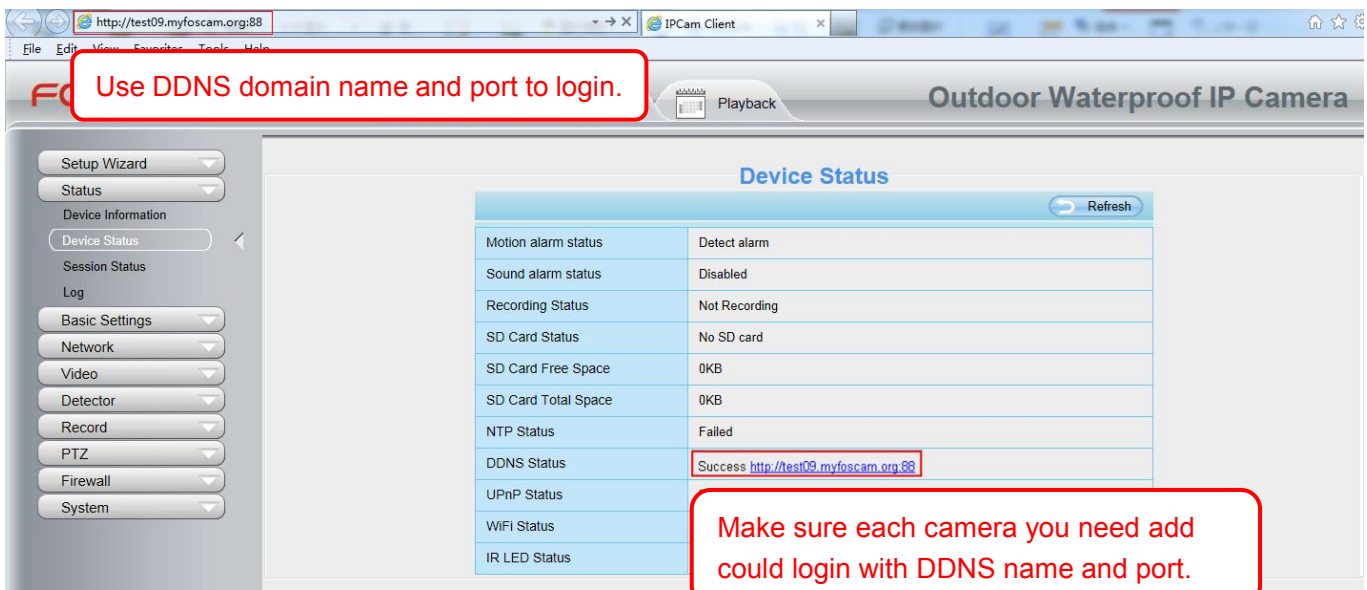 http://test09.myfoscam.org:88
IPCam Client
File Edit View Favorites Tools Help
Use DDNS domain name and port to login.
Playback
Outdoor Waterproof IP Camera
Setup Wizard
Status
Device Information
Device Status
Session Status
Log
Basic Settings
Network
Video
Detector
Record
PTZ
Firewall
System
Device Status
Refresh
Motion alarm status Detect alarm
Sound alarm status Disabled
Recording Status Not Recording
SD Card Status No SD card
SD Card Free Space 0KB
SD Card Total Space 0KB
NTP Status Failed
DDNS Status Success http://test09.myfoscam.org:88
UPnP Status
WiFi Status
IR LED Status
Make sure each camera you need add
could login with DDNS name and port.